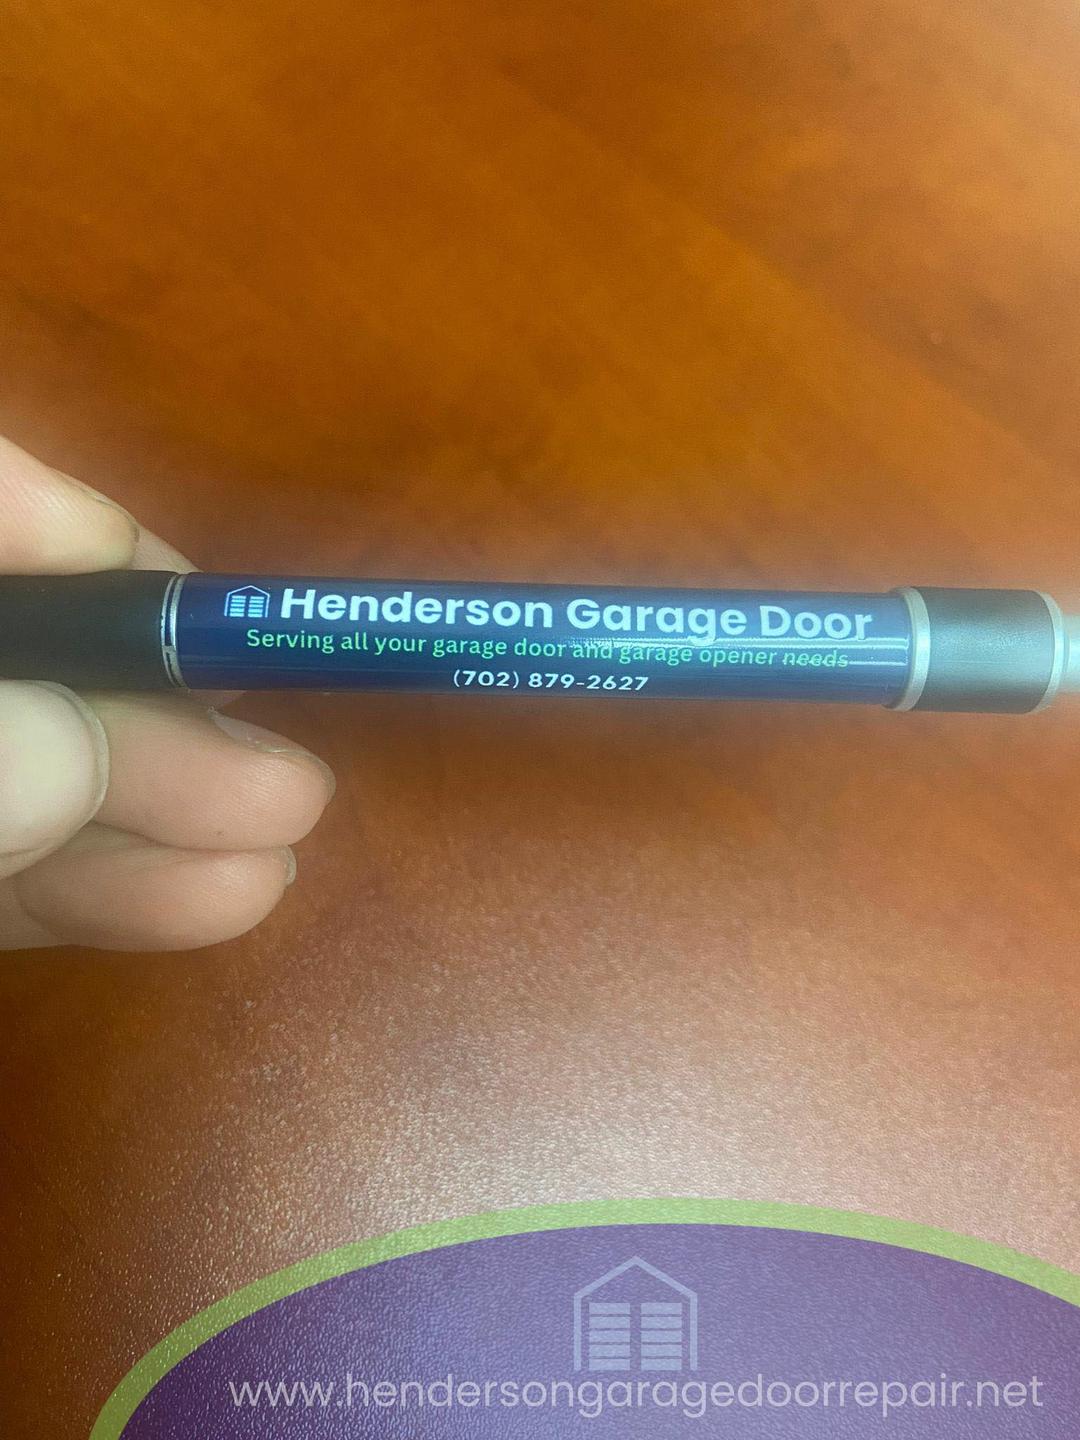 Henderson Garage Door
Serving all your garage door and garage opener needs
(702) 879-2627
www.hendersongaragedoorrepair.net